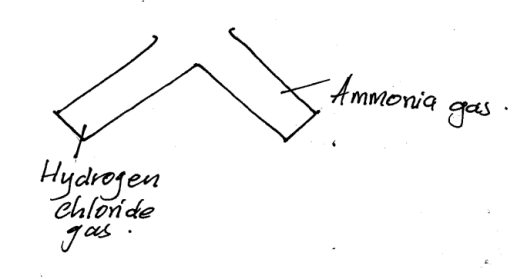 Ammonia gas.
Hydrogen
chloride
gas.